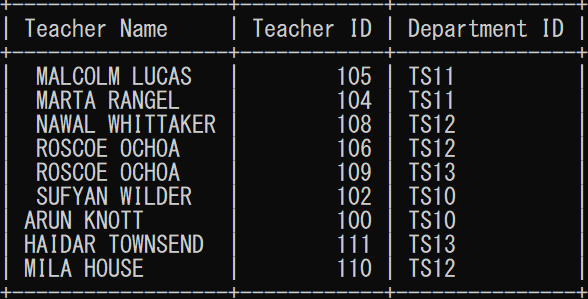 +------------------+------------+---------------+
| Teacher Name     | Teacher ID | Department ID |
+------------------+------------+---------------+
|  MALCOLM LUCAS   |        105 | TS11          |
|  MARTA RANGEL    |        104 | TS11          |
|  NAWAL WHITTAKER |        108 | TS12          |
|  ROSCOE OCHOA    |        106 | TS12          |
|  ROSCOE OCHOA    |        109 | TS13          |
|  SUFYAN WILDER   |        102 | TS10          |
| ARUN KNOTT       |        100 | TS10          |
| HAIDAR TOWNSEND  |        111 | TS13          |
| MILA HOUSE       |        110 | TS12          |
+------------------+------------+---------------+